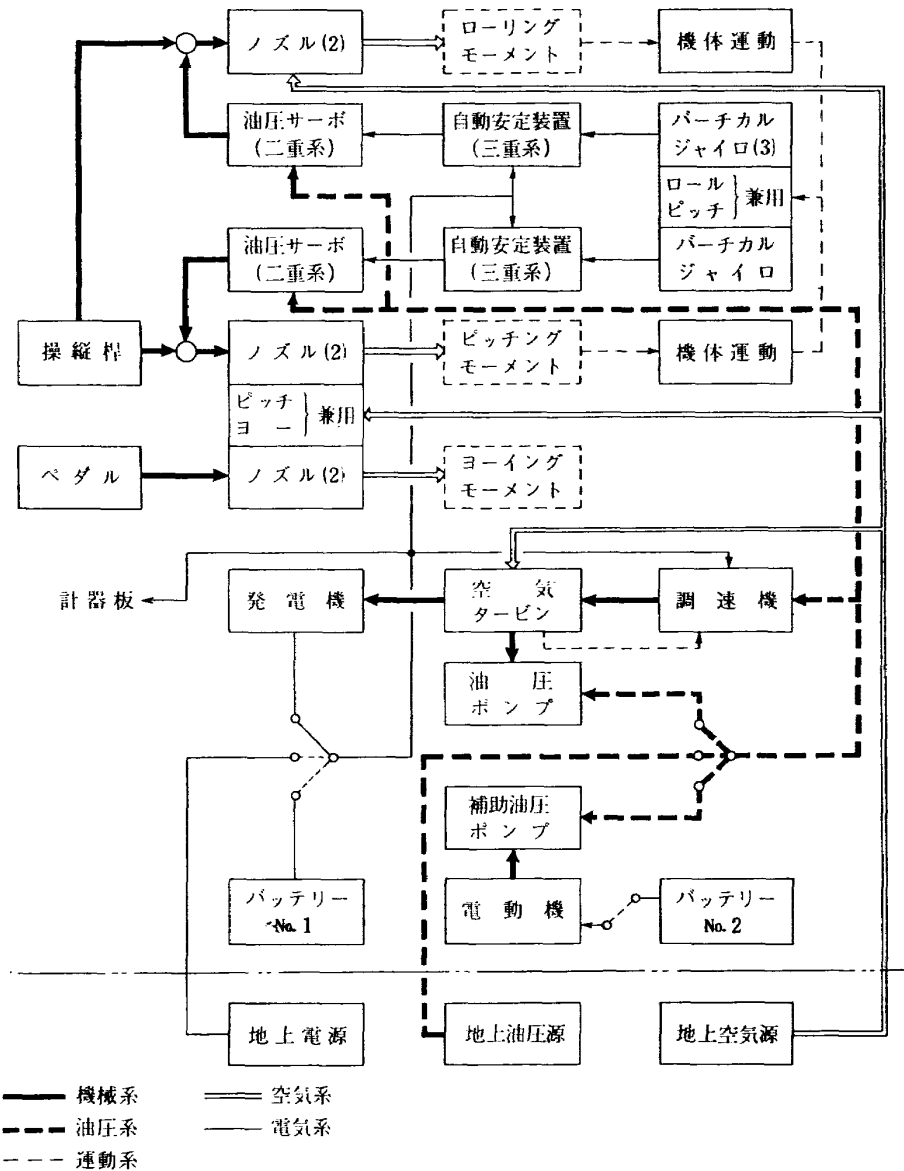 ノズル(2)
ローリング
モーメント
機体運動
油圧サーボ
(二重系)
自動安定装置
(三重系)
バーチカル
ジャイロ(3)
ロール
ピッチ
兼用
油圧サーボ
(二重系)
自動安定装置
(三重系)
バーチカル
ジャイロ
操縦桿
ノズル(2)
ピッチング
モーメント
機体運動
ピッチ
ヨー
兼用
ペダル
ノズル(2)
ヨーイング
モーメント
計器板
発電機
空気
タービン
調速機
油圧
ポンプ
補助油圧
ポンプ
バッテリー
No.1
電動機
バッテリー
No.2
地上電源
地上油圧源
地上空気源
機械系
空気系
油圧系
電気系
運動系